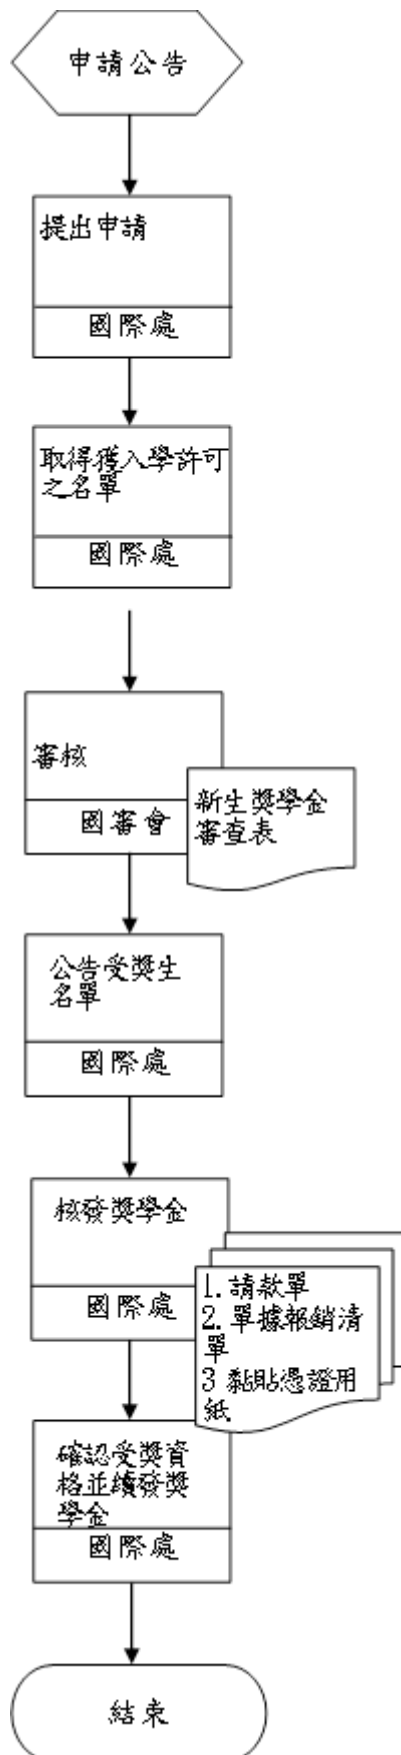 申請公告
提出申請
國際處
取得獲入學許可
之名單
國際處
審核
國審會
新生獎學金
審查表
公告受獎生
名單
國際處
核發獎學金
國際處
1. 請款單
2. 單據報銷清
單
3 黏貼憑證用
紙
確認受獎資
格並續發獎
學金
國際處
結束